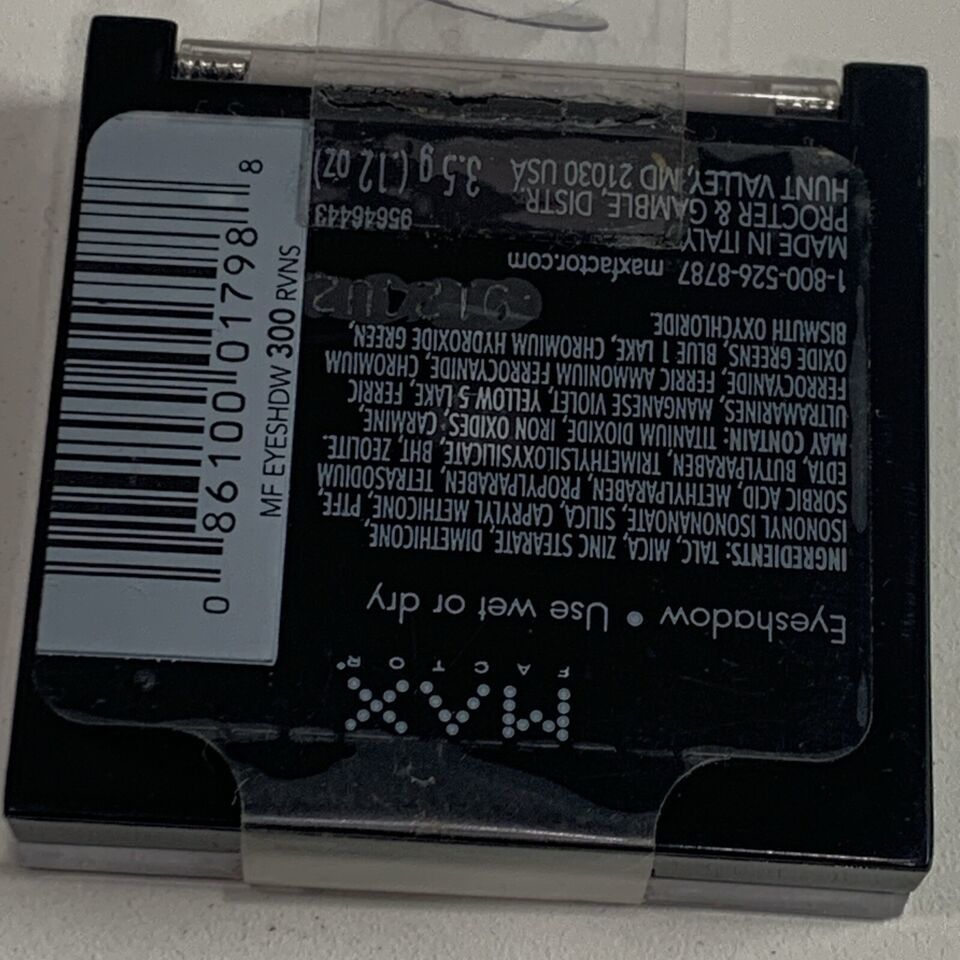 MAX
FACTOR®
Eyeshadow • Use wet or dry
INGREDIENTS: TALC, MICA, ZINC STEARATE, DIMETHICONE,
ISONONYL ISONONANOATE, SILICA, CAPRYLYL METHICONE, PTFE,
SORBIC ACID, METHYLPARABEN, PROPYLPARABEN, TETRASODIUM
EDTA, BUTYLPARABEN, TRIMETHYLSILOXYSILICATE, BHT, ZEOLITE.
MAY CONTAIN: TITANIUM DIOXIDE, IRON OXIDES, CARMINE,
ULTRAMARINES, MANGANESE VIOLET, YELLOW 5 LAKE, FERRIC
FERROCYANIDE, FERRIC AMMONIUM FERROCYANIDE, CHROMIUM
OXIDE GREENS, BLUE 1 LAKE, CHROMIUM HYDROXIDE GREEN,
BISMUTH OXYCHLORIDE.
1-800-526-8787 maxfactor.com
MADE IN ITALY
PROCTER & GAMBLE, DISTR.
HUNT VALLEY, MD 21030 USA
95646443
3.5 g (.12 oz)
0 86100 01798 8
MF EYESHDW 300 RVNS